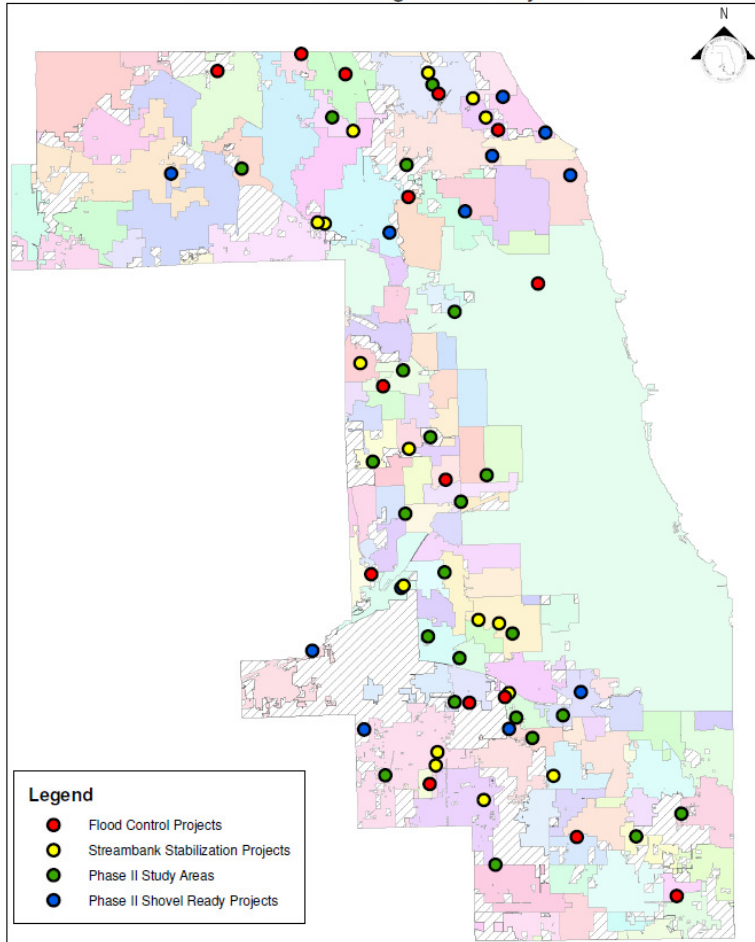 N
Legend
Flood Control Projects
Streambank Stabilization Projects
Phase II Study Areas
Phase II Shovel Ready Projects